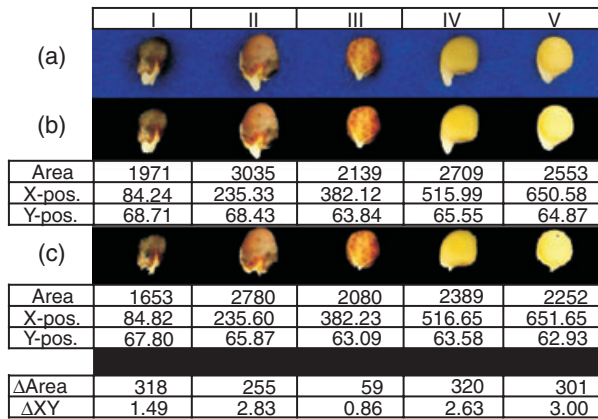 I II III IV V
(a)
(b)
Area 1971 3035 2139 2709 2553
X-pos. 84.24 235.33 382.12 515.99 650.58
Y-pos. 68.71 68.43 63.84 65.55 64.87
(c)
Area 1653 2780 2080 2389 2252
X-pos. 84.82 235.60 382.23 516.65 651.65
Y-pos. 67.80 65.87 63.09 63.58 62.93
ΔArea 318 255 59 320 301
ΔXY 1.49 2.83 0.86 2.63 3.00